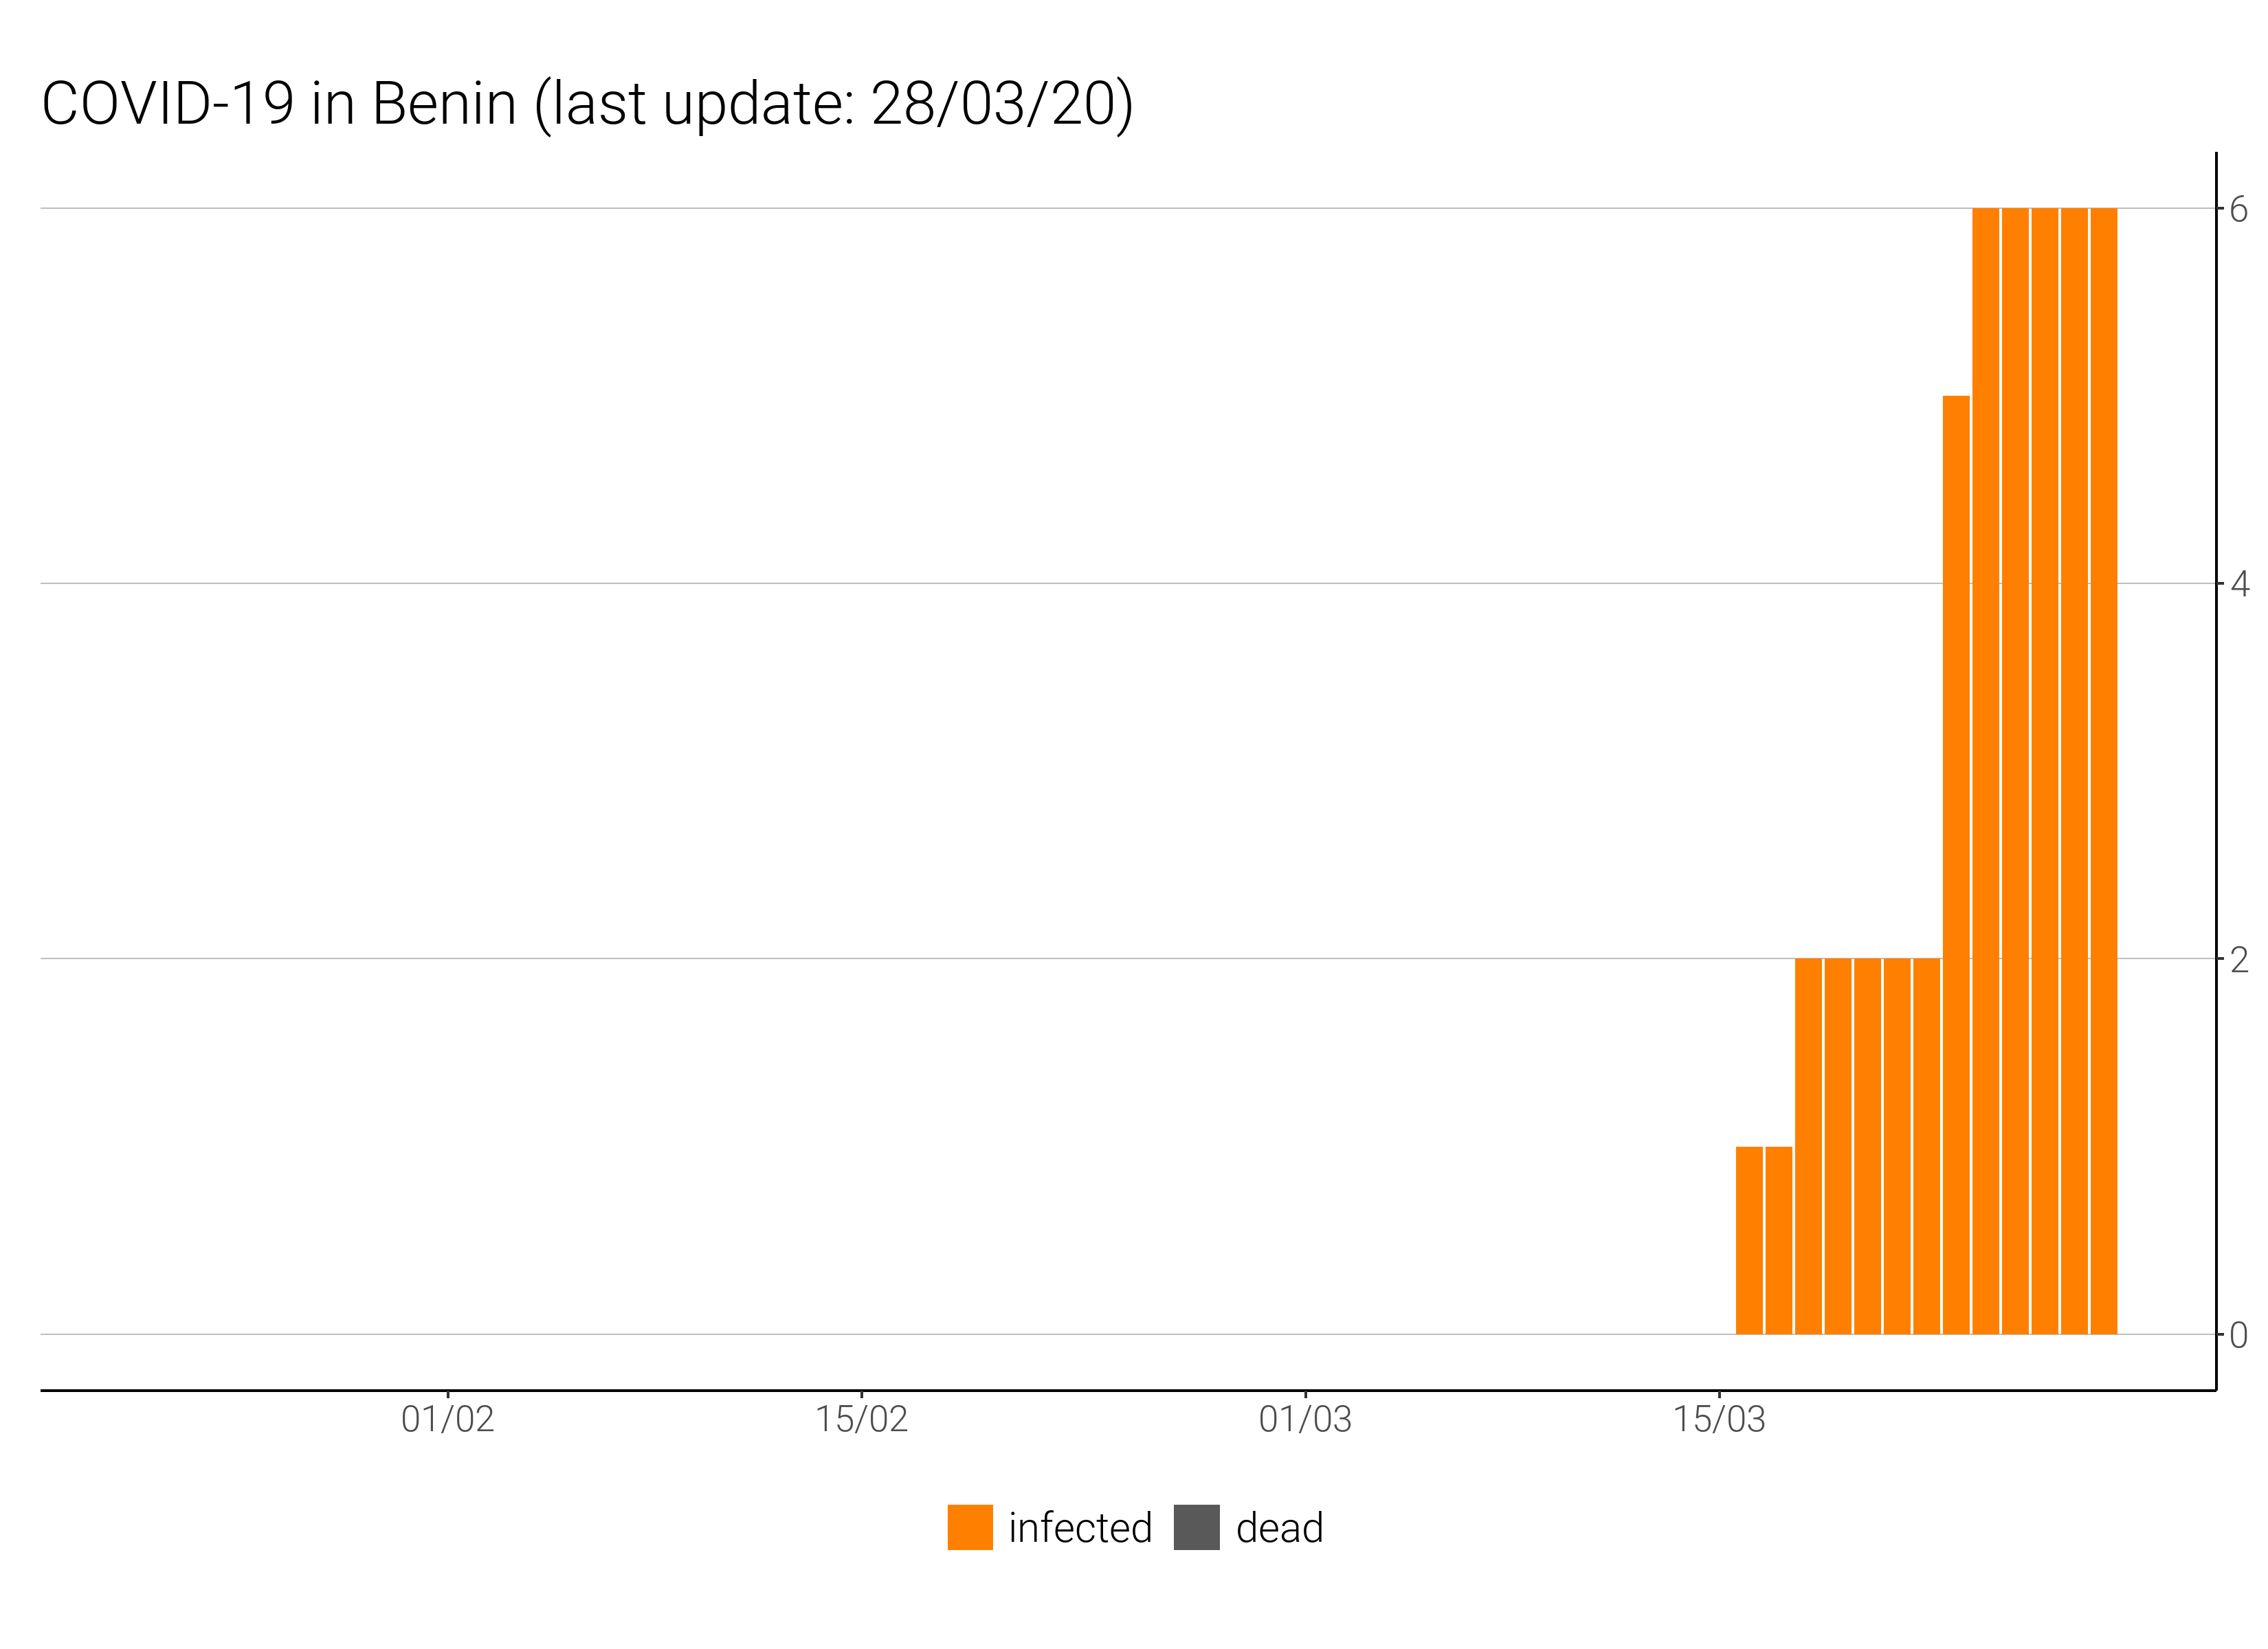 COVID-19 in Benin (last update: 28/03/20)
6
4
2
0
01/02 15/02 01/03 15/03
infected dead